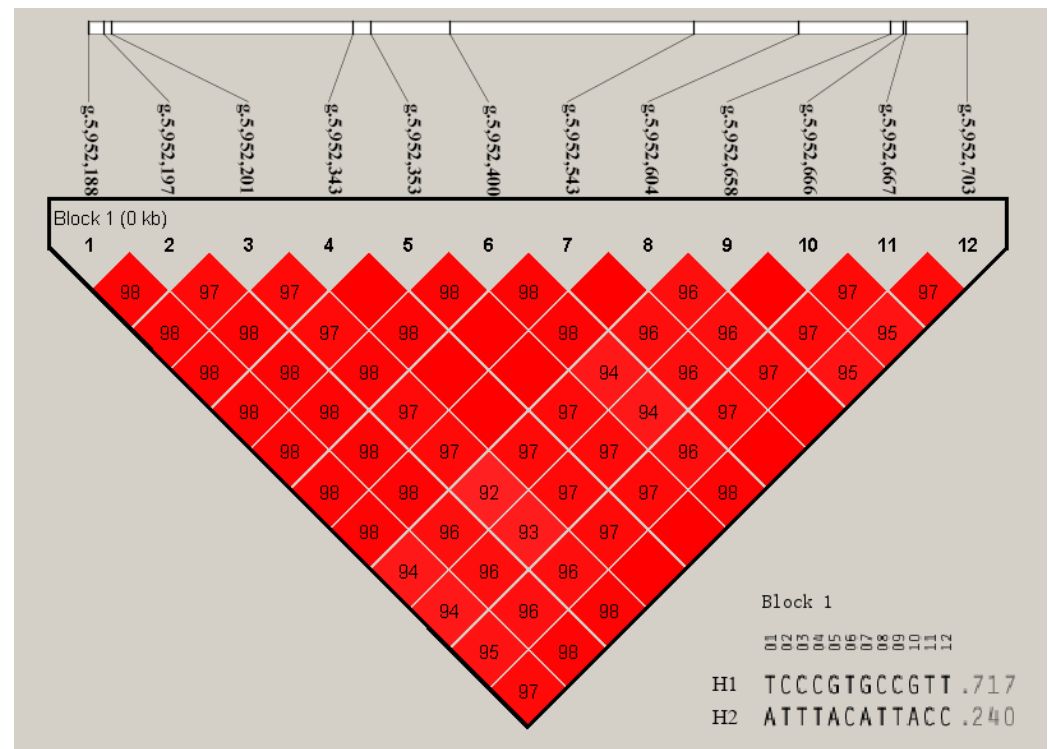 g.5,952,188
g.5,952,197
g.5,952,201
g.5,952,343
g.5,952,353
g.5,952,400
g.5,952,543
g.5,952,604
g.5,952,658
g.5,952,666
g.5,952,667
g.5,952,703
Block 1 (0 kb)
1 2 3 4 5 6 7 8 9 10 11 12
98 97 97 98 98 96 97 97
98 98 97 98 98 96 96 97 95
98 98 98 94 96 97 95
98 98 97 97 94 97
98 98 97 97 97 96
98 98 92 97 97 98
98 96 93 97
94 96 96
94 96 98
95 98
97
Block 1
01 02 03 04 05 06 07 08 09 10 11 12
H1 TCCCGTGCCGTT .717
H2 ATTTACATTACC .240